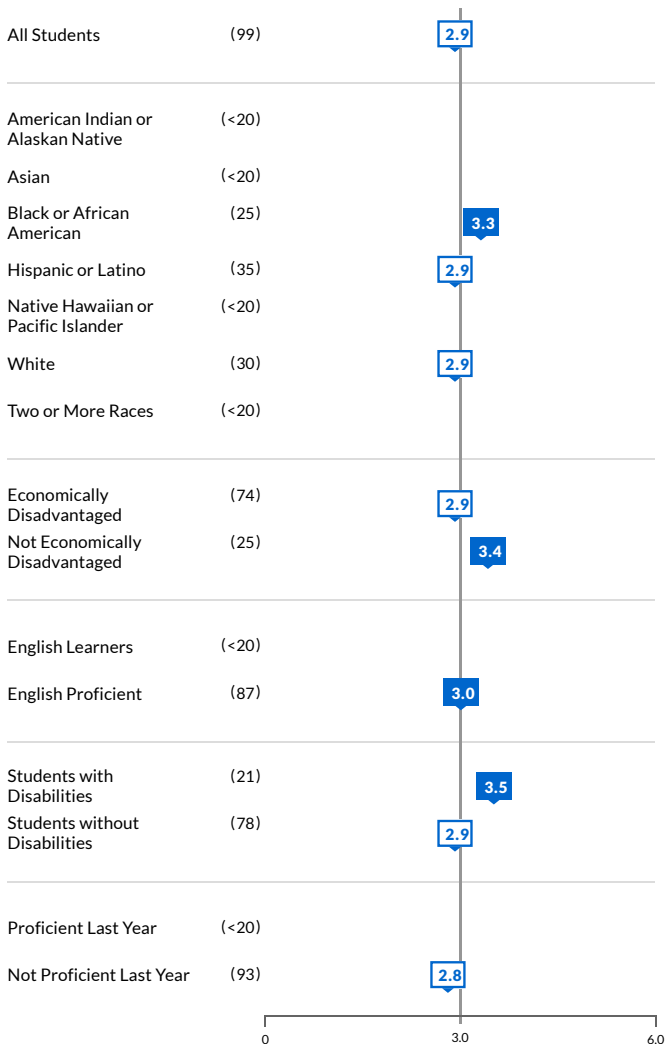 All Students (99) 2.9
American Indian or (<20)
Alaskan Native
Asian (<20)
Black or African (25) 3.3
American
Hispanic or Latino (35) 2.9
Native Hawaiian or (<20)
Pacific Islander
White (30) 2.9
Two or More Races (<20)
Economically (74) 2.9
Disadvantaged
Not Economically (25) 3.4
Disadvantaged
English Learners (<20)
English Proficient (87) 3.0
Students with (21) 3.5
Disabilities
Students without (78) 2.9
Disabilities
Proficient Last Year (<20)
Not Proficient Last Year (93) 2.8
0 3.0 6.0